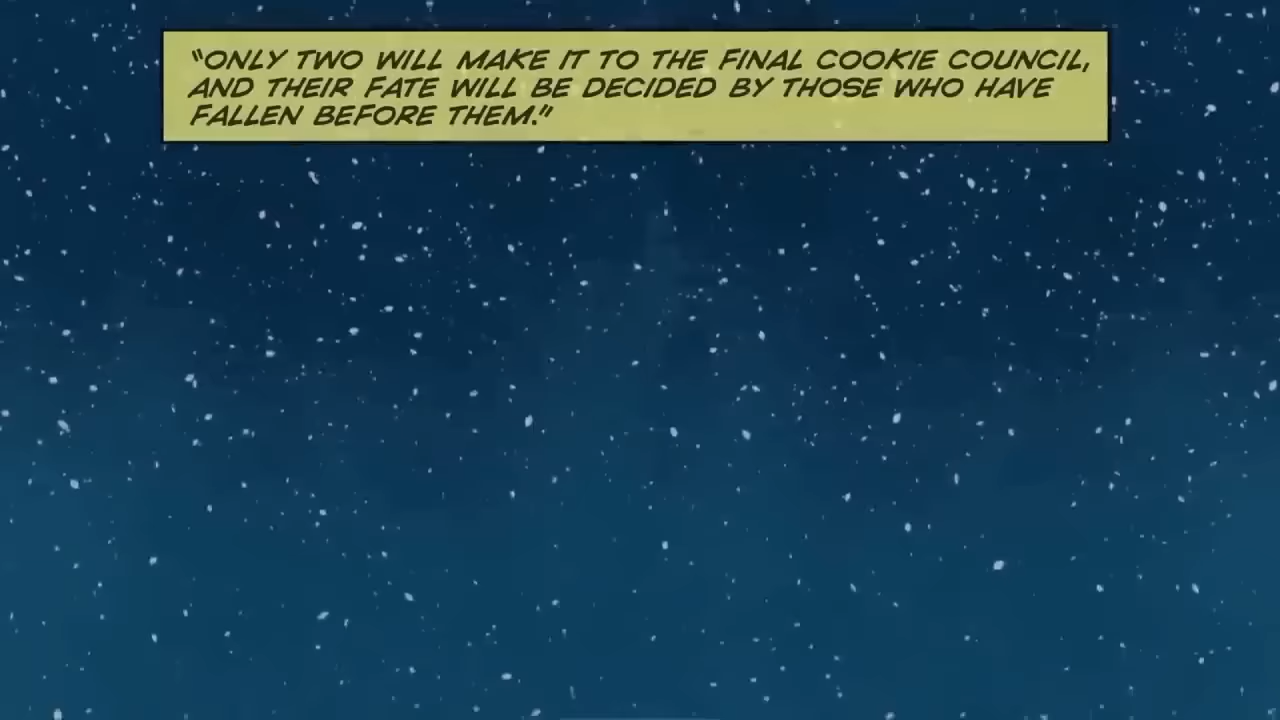 “ONLY TWO WILL MAKE IT TO THE FINAL COOKIE COUNCIL,
AND THEIR FATE WILL BE DECIDED BY THOSE WHO HAVE
FALLEN BEFORE THEM.”